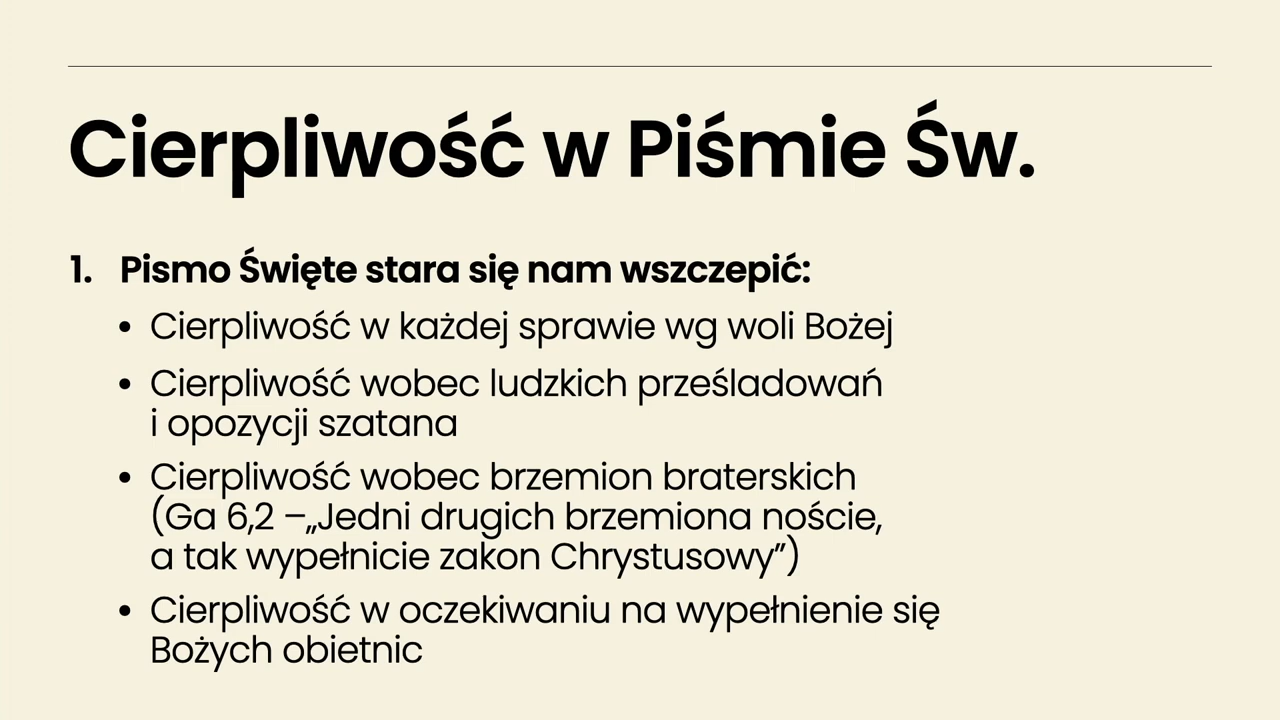 Cierpliwość w Piśmie Św.
1. Pismo Święte stara się nam wszczepić:
• Cierpliwość w każdej sprawie wg woli Bożej
• Cierpliwość wobec ludzkich prześladowań
i opozycji szatana
• Cierpliwość wobec brzemion braterskich
(Ga 6,2 –„Jedni drugich brzemiona noście,
a tak wypełnicie zakon Chrystusowy”)
• Cierpliwość w oczekiwaniu na wypełnienie się
Bożych obietnic